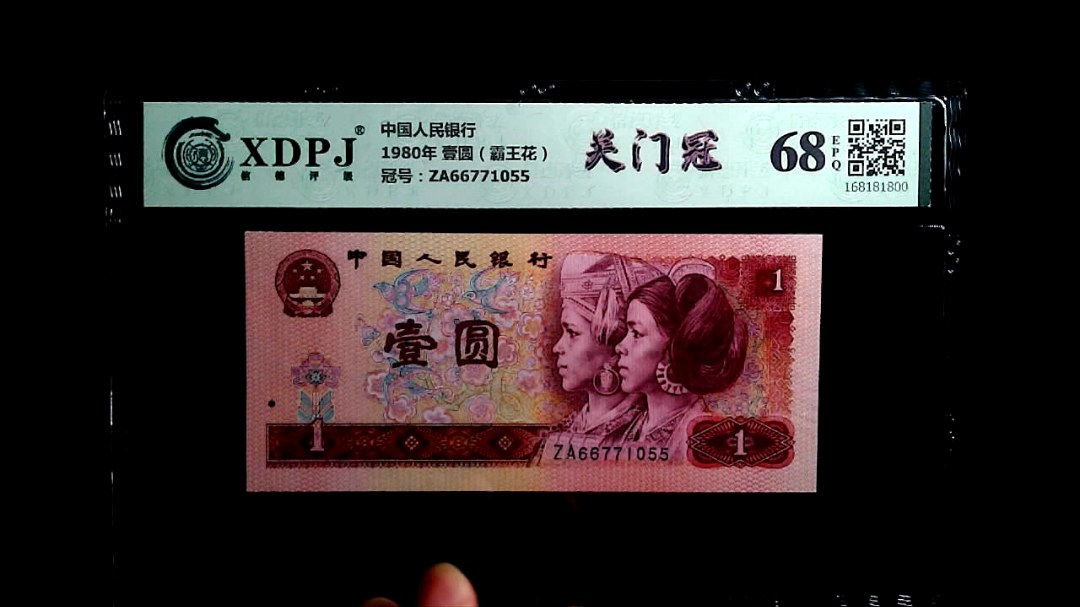 XDPJ®
信德评级
中国人民银行
1980年 壹圆（霸王花）
冠号：ZA66771055
关门冠
68
EPQ
168181800
中国人民银行
1
壹圆
1
1
ZA66771055